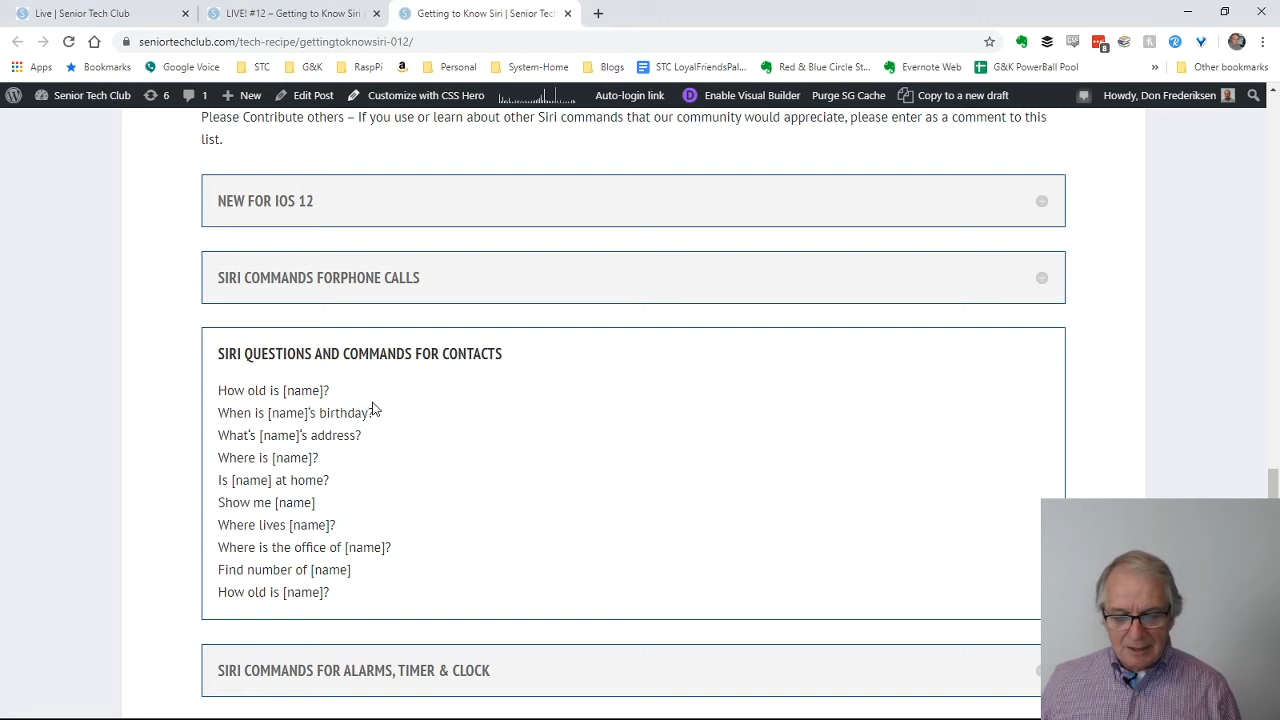 Live | Senior Tech Club
LIVE! #12 – Getting to Know Siri |
Getting to Know Siri | Senior Tech
seniortechclub.com/tech-recipe/gettingtoknowsiri-012/
Apps Bookmarks Google Voice STC G&K RaspPi Personal System-Home Blogs STC LoyalFriendsPal... Red & Blue Circle St... Evernote Web G&K PowerBall Pool » Other bookmarks
Senior Tech Club 6 1 + New Edit Post Customize with CSS Hero Auto-login link D Enable Visual Builder Purge SG Cache Copy to a new draft Howdy, Don Frederiksen
Please Contribute others – If you use or learn about other Siri commands that our community would appreciate, please enter as a comment to this
list.
NEW FOR IOS 12
SIRI COMMANDS FORPHONE CALLS
SIRI QUESTIONS AND COMMANDS FOR CONTACTS
How old is [name]?
When is [name]'s birthday?
What's [name]'s address?
Where is [name]?
Is [name] at home?
Show me [name]
Where lives [name]?
Where is the office of [name]?
Find number of [name]
How old is [name]?
SIRI COMMANDS FOR ALARMS, TIMER & CLOCK